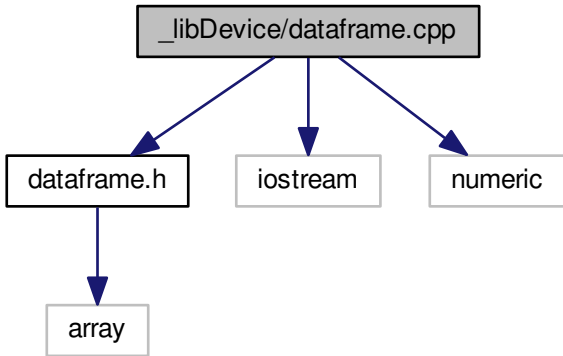 _libDevice/dataframe.cpp
dataframe.h
iostream
numeric
array